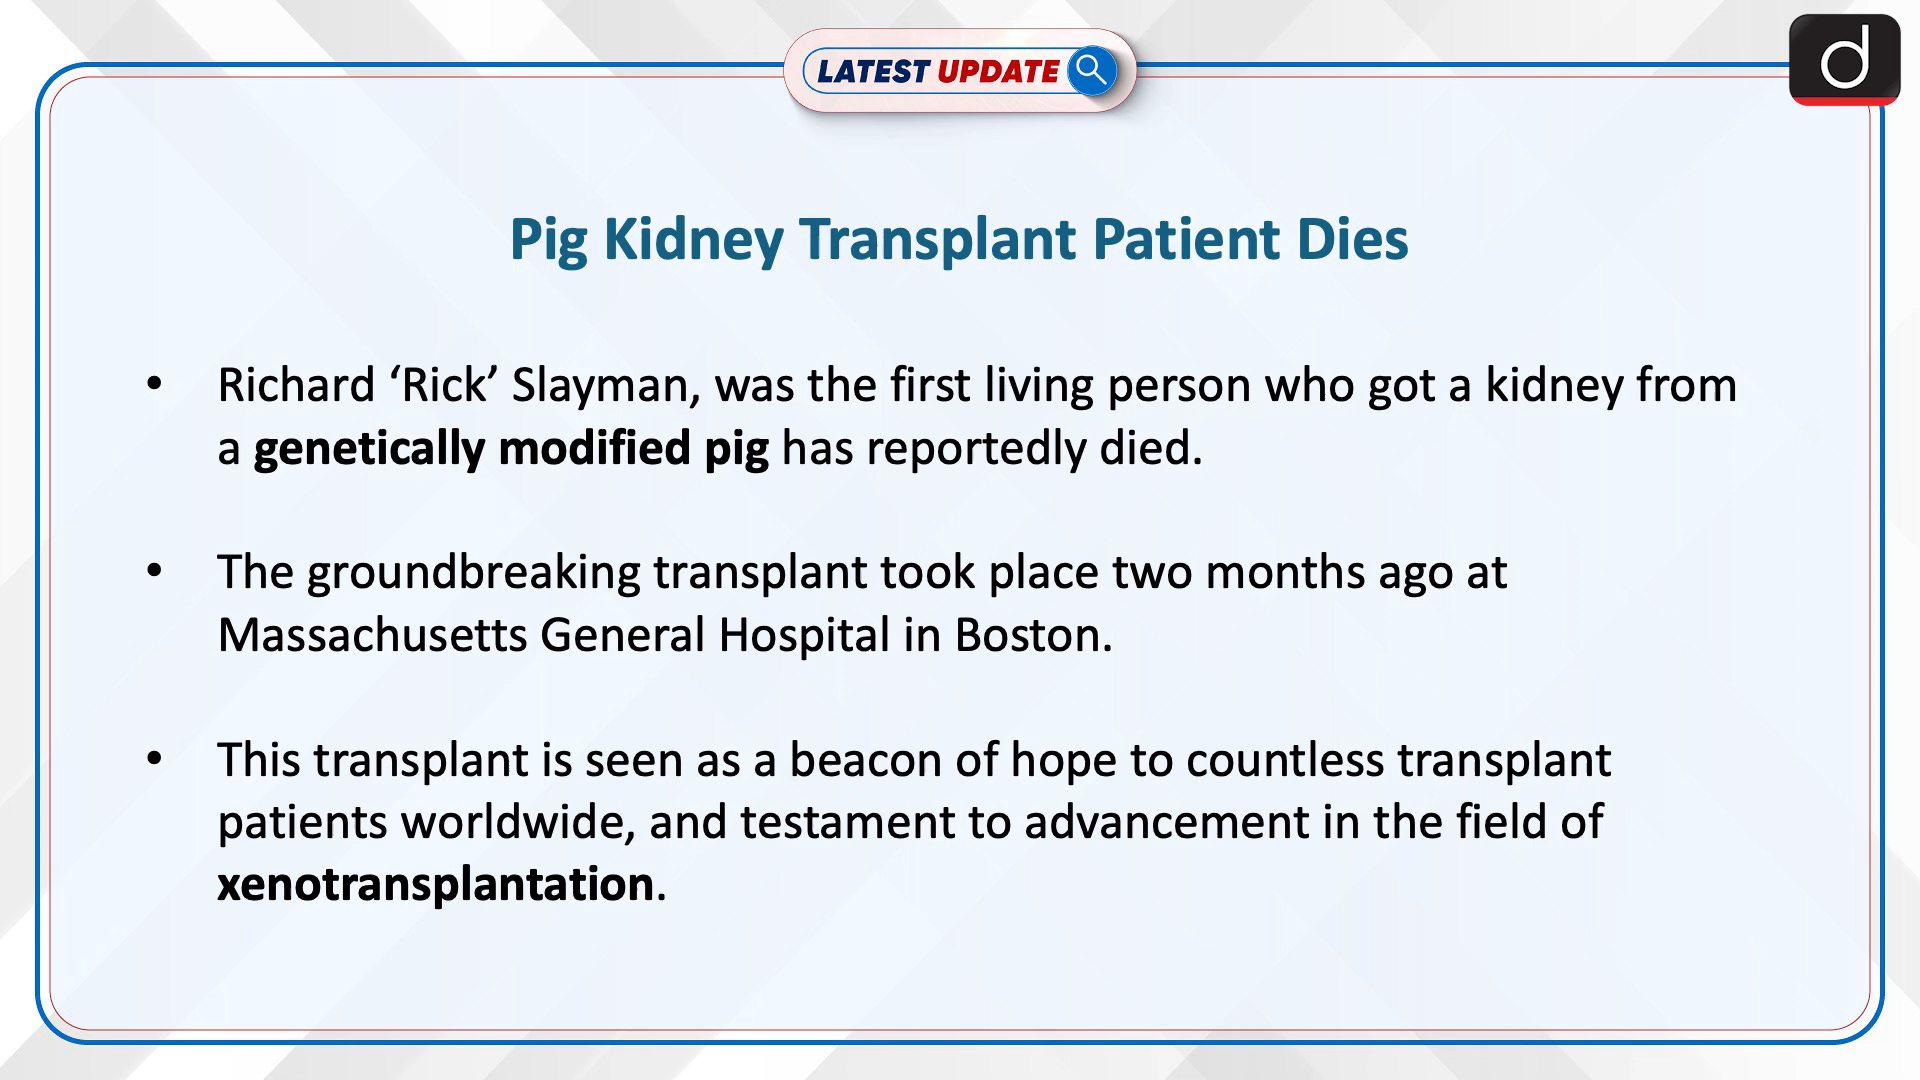 LATEST UPDATE
d
Pig Kidney Transplant Patient Dies
• Richard ‘Rick’ Slayman, was the first living person who got a kidney from
a genetically modified pig has reportedly died.
• The groundbreaking transplant took place two months ago at
Massachusetts General Hospital in Boston.
• This transplant is seen as a beacon of hope to countless transplant
patients worldwide, and testament to advancement in the field of
xenotransplantation.